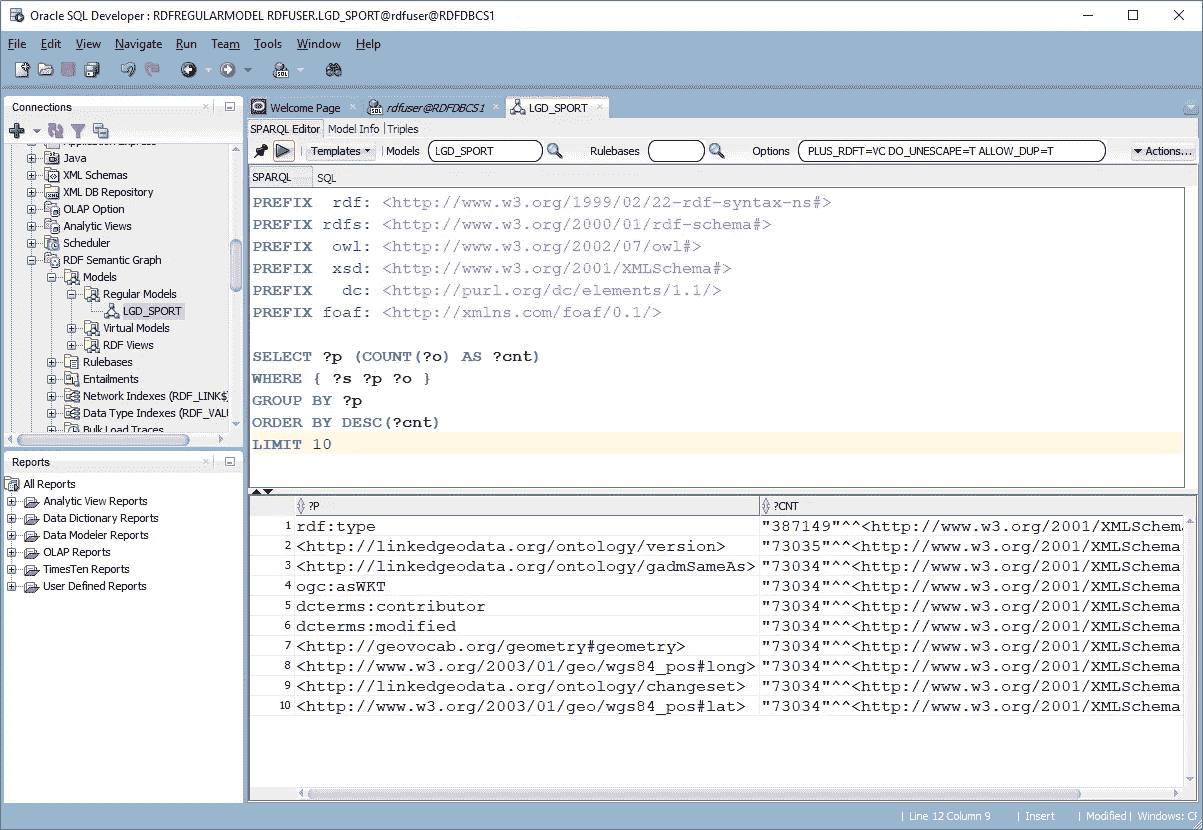 Oracle SQL Developer : RDFREGULARMODEL RDFUSER.LGD_SPORT@rdfuser@RDFDBCS1
File Edit View Navigate Run Team Tools Window Help
Connections
Java
XML Schemas
XML DB Repository
OLAP Option
Analytic Views
Scheduler
RDF Semantic Graph
Models
Regular Models
LGD_SPORT
Virtual Models
RDF Views
Rulebases
Entailments
Network Indexes (RDF_LINK$)
Data Type Indexes (RDF_VAL
Bulk Load Traces
Reports
All Reports
Analytic View Reports
Data Dictionary Reports
Data Modeler Reports
OLAP Reports
TimesTen Reports
User Defined Reports
Welcome Page rdfuser@RDFDBCS1 LGD_SPORT
SPARQL Editor Model Info Triples
Templates Models LGD_SPORT Rulebases Options PLUS_RDFT=VC DO_UNESCAPE=T ALLOW_DUP=T Actions...
SPARQL SQL
PREFIX rdf: <http://www.w3.org/1999/02/22-rdf-syntax-ns#>
PREFIX rdfs: <http://www.w3.org/2000/01/rdf-schema#>
PREFIX owl: <http://www.w3.org/2002/07/owl#>
PREFIX xsd: <http://www.w3.org/2001/XMLSchema#>
PREFIX dc: <http://purl.org/dc/elements/1.1/>
PREFIX foaf: <http://xmlns.com/foaf/0.1/>
SELECT ?p (COUNT(?o) AS ?cnt)
WHERE { ?s ?p ?o }
GROUP BY ?p
ORDER BY DESC(?cnt)
LIMIT 10
?P ?CNT
1 rdf:type "387149"^^<http://www.w3.org/2001/XMLSchema
2 <http://linkedgeodata.org/ontology/version> "73035"^^<http://www.w3.org/2001/XMLSchema
3 <http://linkedgeodata.org/ontology/gadmSameAs> "73034"^^<http://www.w3.org/2001/XMLSchema
4 ogc:asWKT "73034"^^<http://www.w3.org/2001/XMLSchema
5 dcterms:contributor "73034"^^<http://www.w3.org/2001/XMLSchema
6 dcterms:modified "73034"^^<http://www.w3.org/2001/XMLSchema
7 <http://geovocab.org/geometry#geometry> "73034"^^<http://www.w3.org/2001/XMLSchema
8 <http://www.w3.org/2003/01/geo/wgs84_pos#long> "73034"^^<http://www.w3.org/2001/XMLSchema
9 <http://linkedgeodata.org/ontology/changeset> "73034"^^<http://www.w3.org/2001/XMLSchema
10 <http://www.w3.org/2003/01/geo/wgs84_pos#lat> "73034"^^<http://www.w3.org/2001/XMLSchema
Line 12 Column 9 Insert Modified Windows: